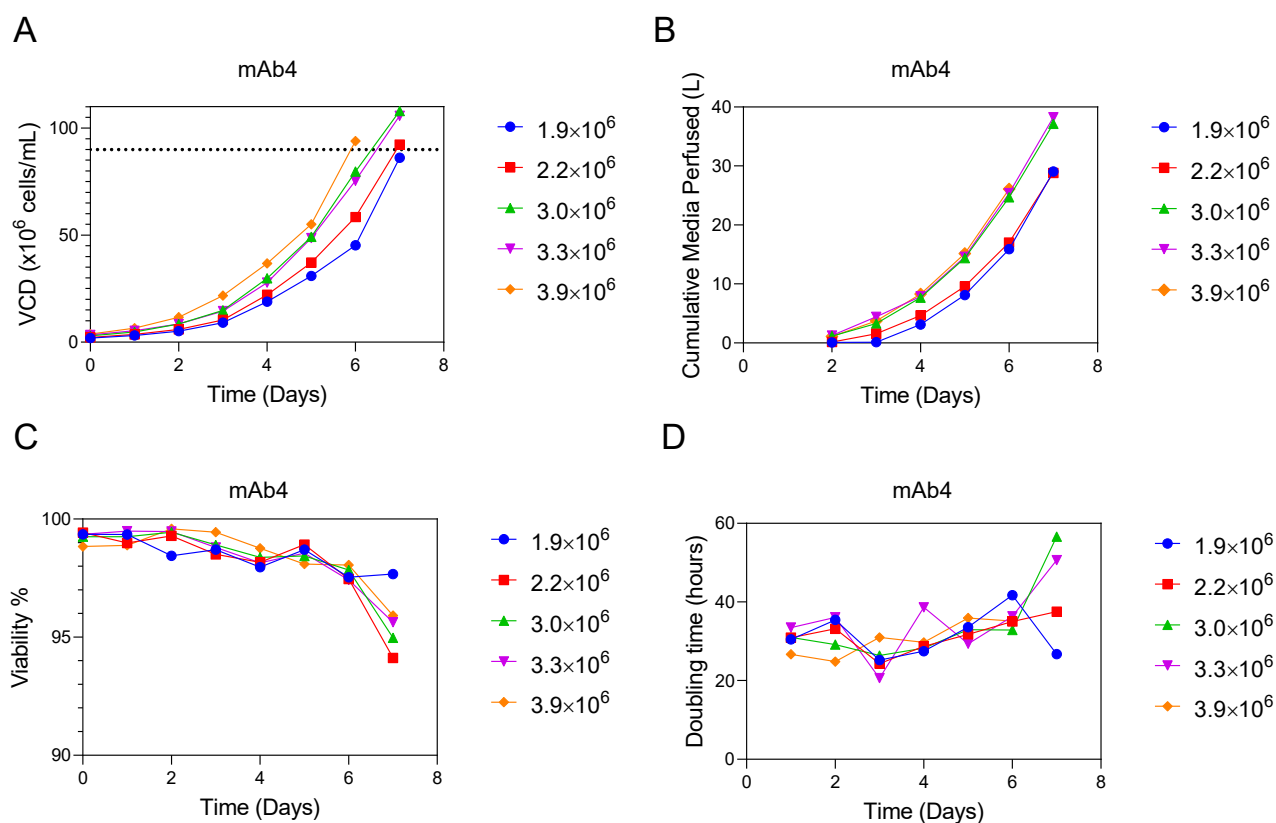 A
mAb4
VCD (x10⁶ cells/mL)
100
50
0
0 2 4 6 8
Time (Days)
1.9×10⁶
2.2×10⁶
3.0×10⁶
3.3×10⁶
3.9×10⁶
B
mAb4
Cumulative Media Perfused (L)
40
30
20
10
0
0 2 4 6 8
Time (Days)
1.9×10⁶
2.2×10⁶
3.0×10⁶
3.3×10⁶
3.9×10⁶
C
mAb4
Viability %
100
95
90
0 2 4 6 8
Time (Days)
1.9×10⁶
2.2×10⁶
3.0×10⁶
3.3×10⁶
3.9×10⁶
D
mAb4
Doubling time (hours)
60
40
20
0
0 2 4 6 8
Time (Days)
1.9×10⁶
2.2×10⁶
3.0×10⁶
3.3×10⁶
3.9×10⁶